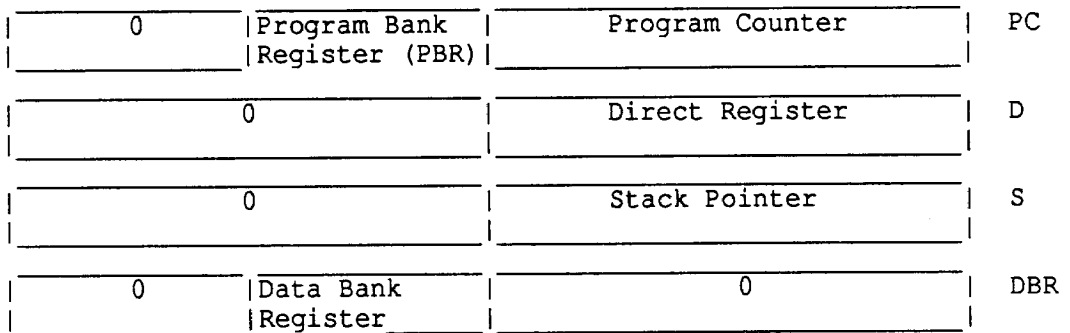 0 Program Bank Program Counter PC
Register (PBR)
0 Direct Register D
0 Stack Pointer S
0 Data Bank 0 DBR
Register